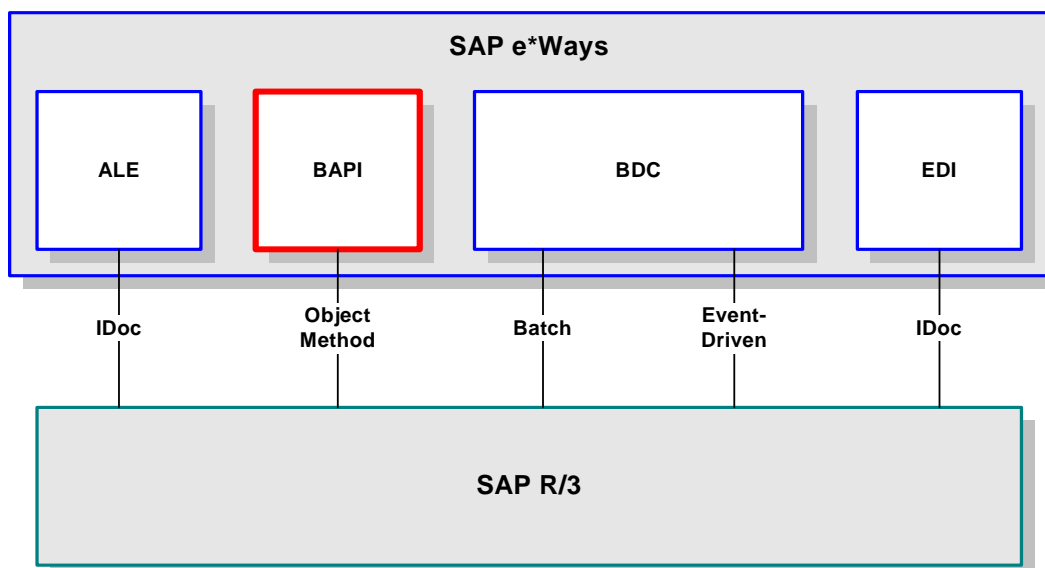 SAP e*Ways
ALE
BAPI
BDC
EDI
IDoc
Object
Method
Batch
Event-
Driven
IDoc
SAP R/3